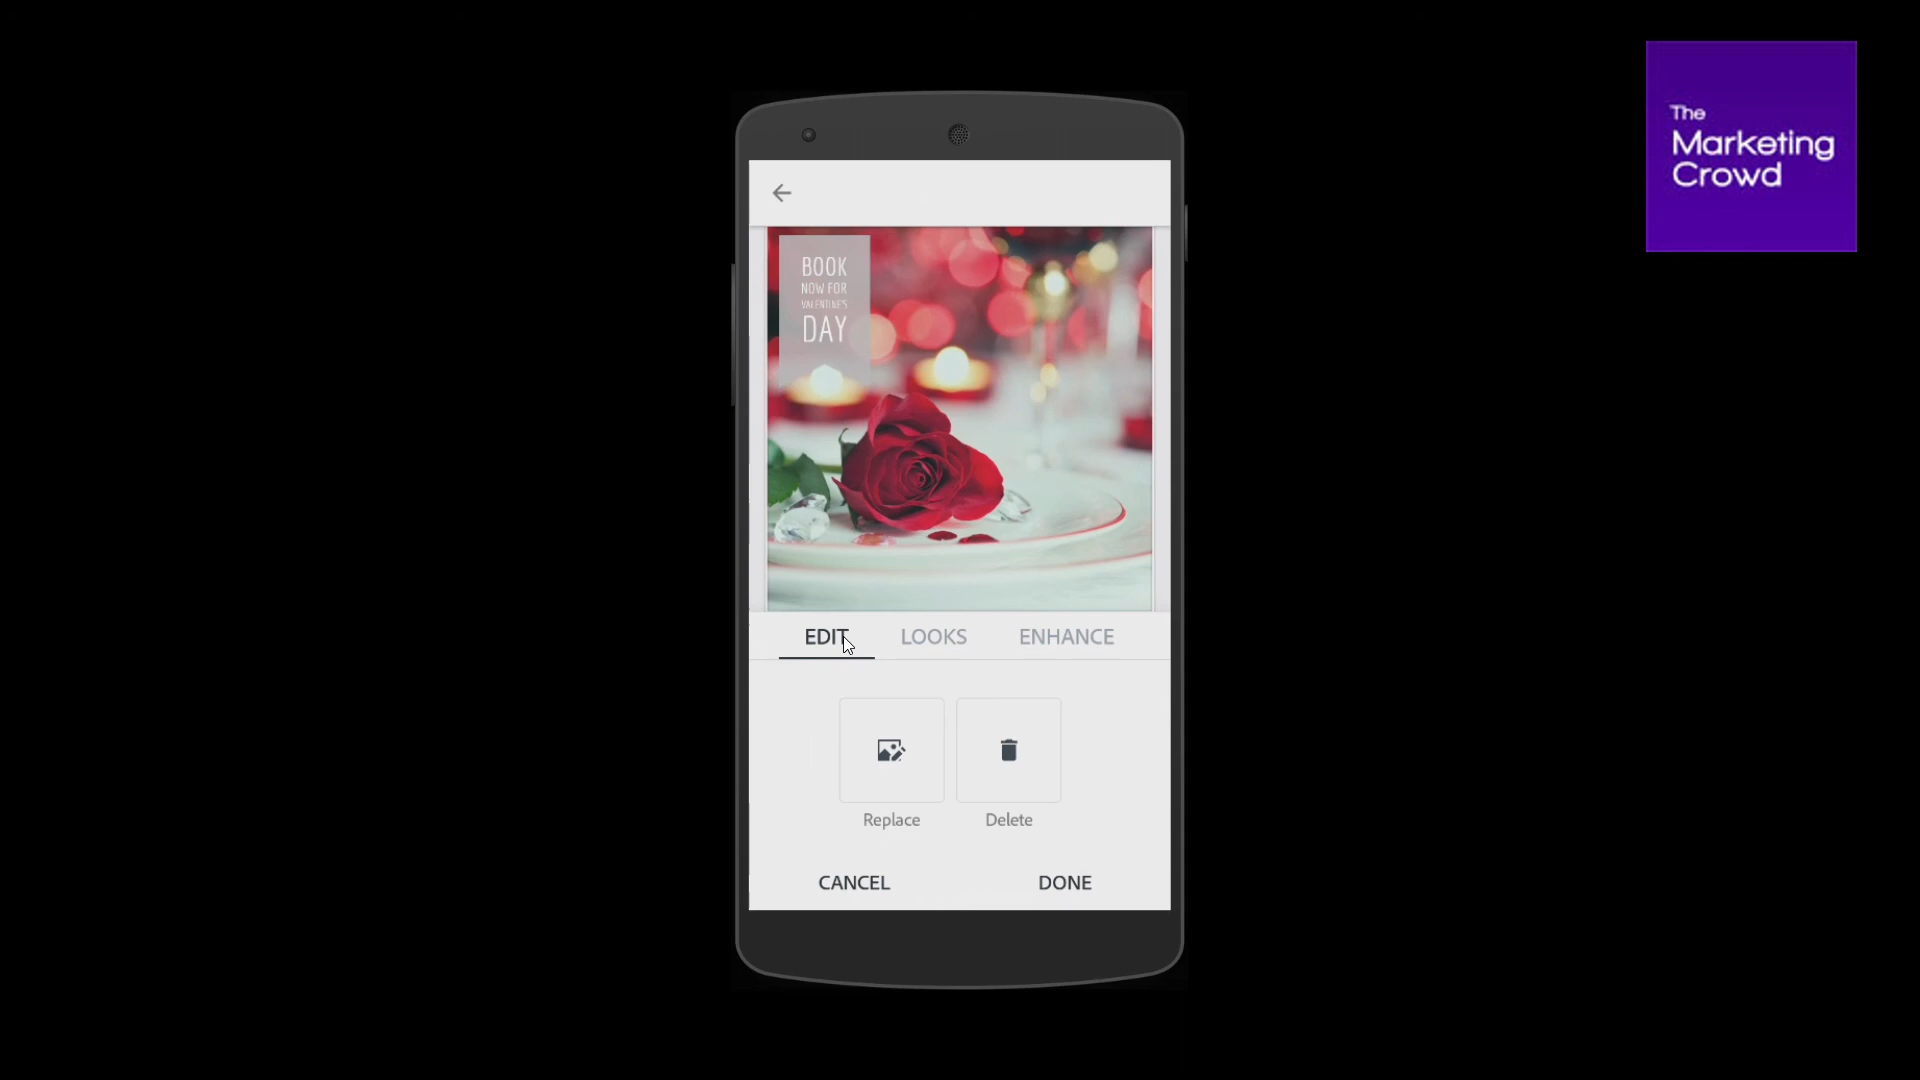 The
Marketing
Crowd
BOOK
NOW FOR
VALENTINE'S
DAY
EDIT LOOKS ENHANCE
Replace Delete
CANCEL DONE